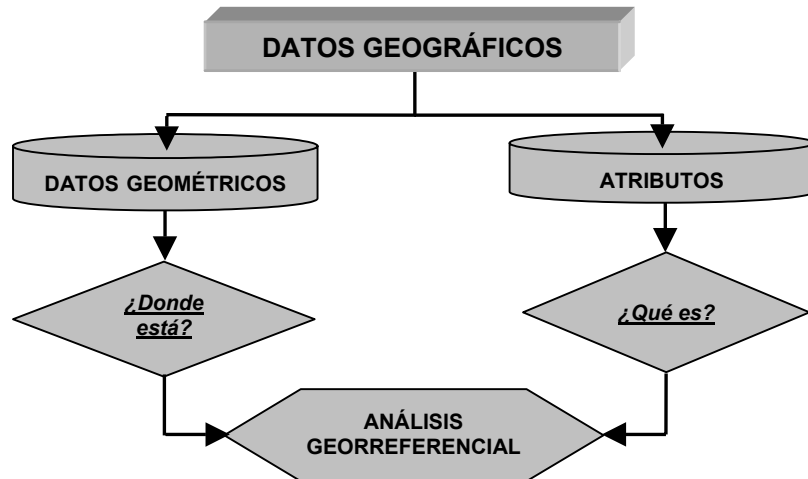 DATOS GEOGRÁFICOS
DATOS GEOMÉTRICOS
ATRIBUTOS
¿Donde
está?
¿Qué es?
ANÁLISIS
GEORREFERENCIAL